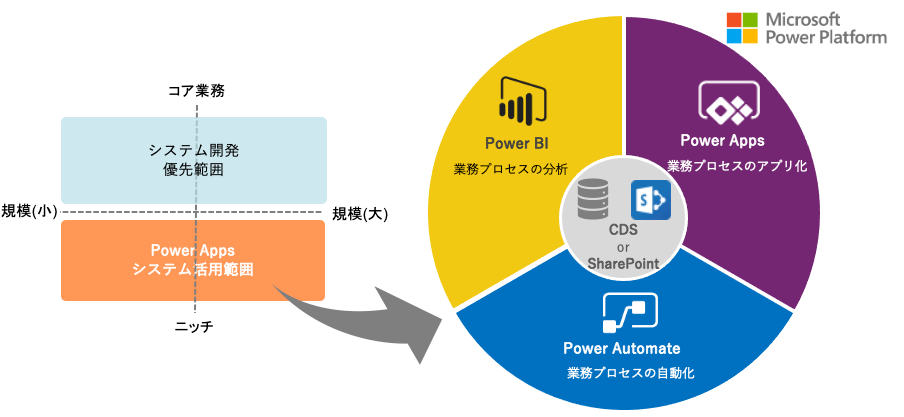 コア業務
システム開発
優先範囲
規模(小)
規模(大)
Power Apps
システム活用範囲
ニッチ
Microsoft
Power Platform
Power BI
業務プロセスの分析
Power Apps
業務プロセスのアプリ化
S
CDS
or
SharePoint
Power Automate
業務プロセスの自動化